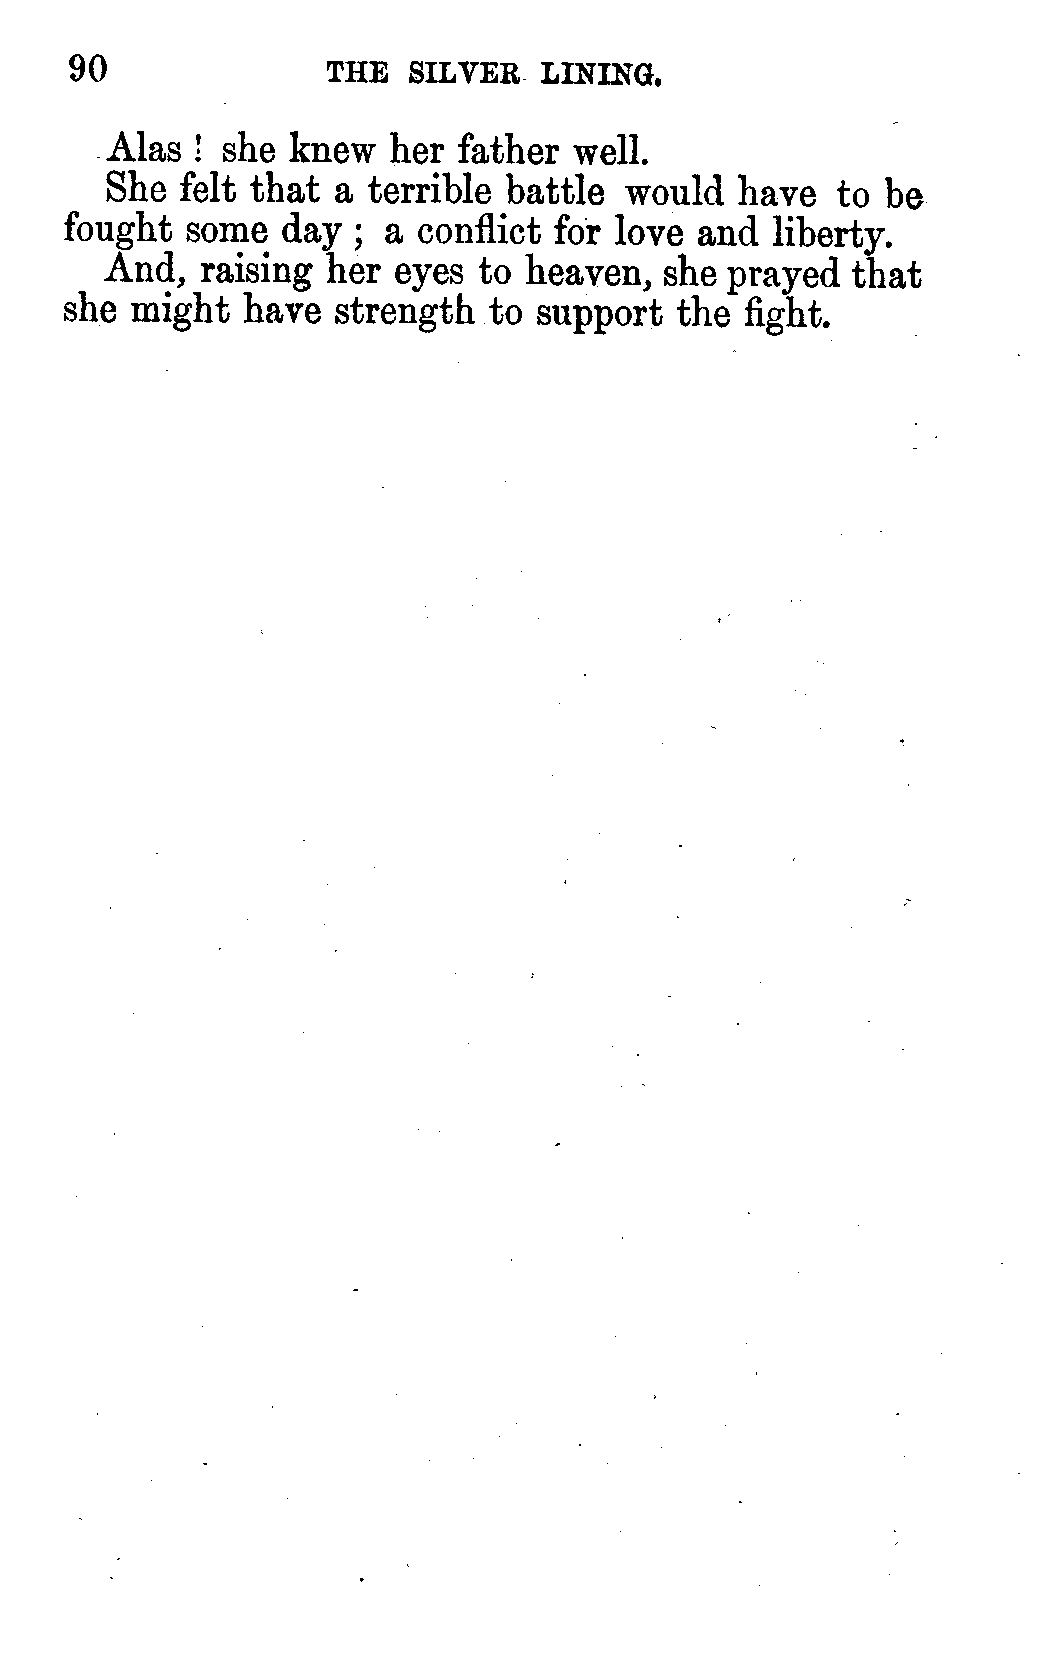 90 THE SILVER LINING.
Alas ! she knew her father well.
She felt that a terrible battle would have to be
fought some day ; a conflict for love and liberty.
And, raising her eyes to heaven, she prayed that
she might have strength to support the fight.